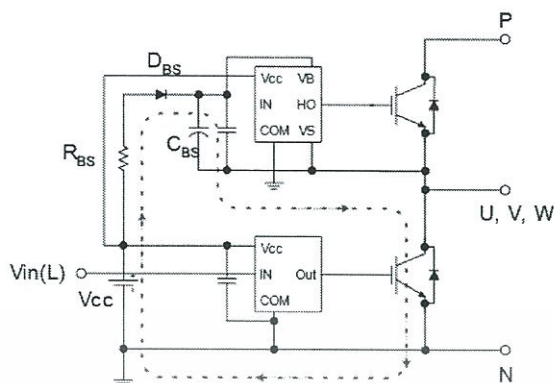 P
D_BS
Vcc VB
IN HO
COM VS
C_BS
R_BS
U, V, W
Vin(L)
Vcc
Vcc
IN Out
COM
N